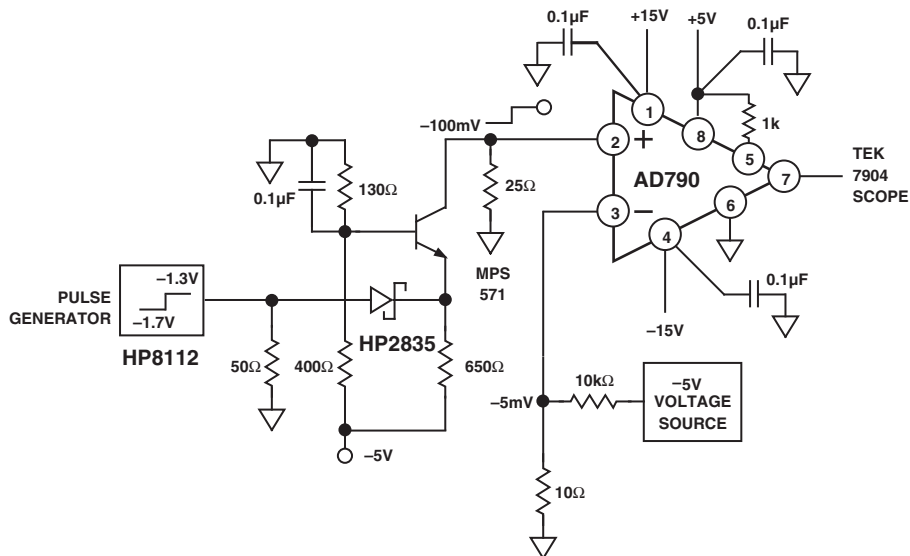 0.1μF
+15V
+5V
0.1μF
–100mV
1
8
1k
2
+
5
TEK
7904
SCOPE
7
0.1μF
130Ω
25Ω
AD790
3
–
6
4
MPS
571
0.1μF
PULSE
GENERATOR
–1.3V
–1.7V
HP8112
–15V
HP2835
50Ω
400Ω
650Ω
10kΩ
–5V
VOLTAGE
SOURCE
–5mV
–5V
10Ω